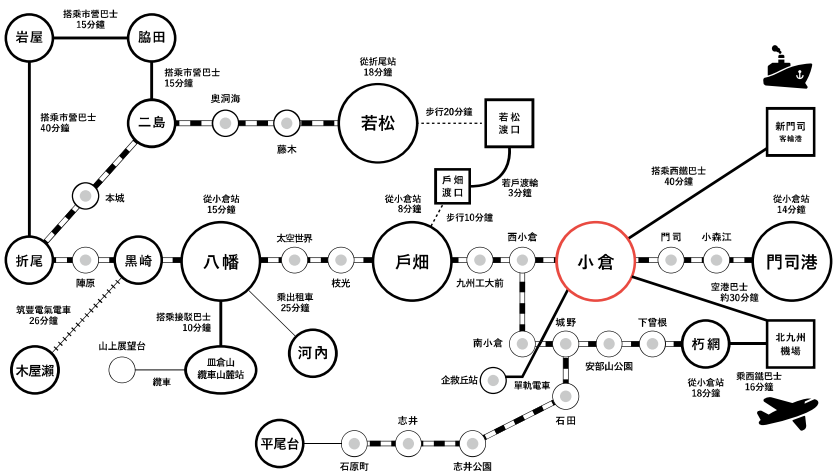 搭乘市營巴士
15分鐘
岩屋
脇田
搭乘市營巴士
15分鐘
搭乘市營巴士
40分鐘
二島
奧洞海
藤木
從折尾站
18分鐘
若松
步行20分鐘
若松
渡口
新門司
客輪港
本城
戶畑
渡口
若戶渡輪
3分鐘
搭乘西鐵巴士
40分鐘
從小倉站
15分鐘
從小倉站
8分鐘
步行10分鐘
從小倉站
14分鐘
折尾
陣原
黒崎
八幡
太空世界
枝光
戶畑
九州工大前
西小倉
小倉
門司
小森江
門司港
筑豐電氣電車
26分鐘
搭乘接駁巴士
10分鐘
乘出租車
25分鐘
空港巴士
約30分鐘
木屋瀨
山上展望台
纜車
皿倉山
纜車山麓站
河內
南小倉
城野
安部山公園
下曾根
朽網
北九州
機場
企救丘站
單軌電車
從小倉站
18分鐘
乘西鐵巴士
16分鐘
石田
平尾台
石原町
志井
志井公園